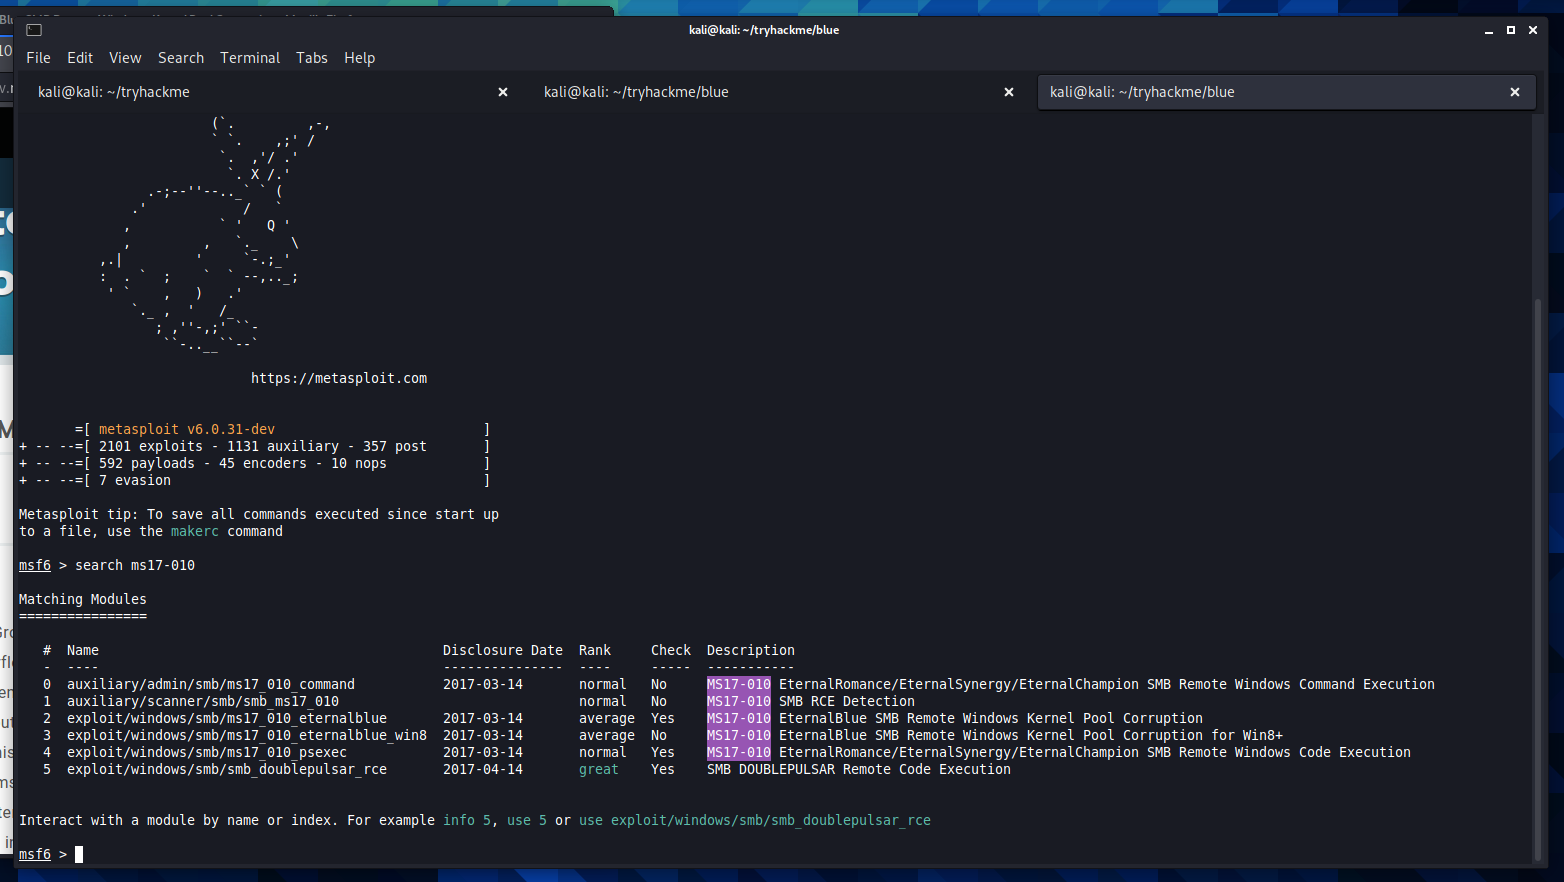 kali@kali: ~/tryhackme/blue
File Edit View Search Terminal Tabs Help
kali@kali: ~/tryhackme
kali@kali: ~/tryhackme/blue
kali@kali: ~/tryhackme/blue
https://metasploit.com
=[ metasploit v6.0.31-dev ]
+ -- --=[ 2101 exploits - 1131 auxiliary - 357 post ]
+ -- --=[ 592 payloads - 45 encoders - 10 nops ]
+ -- --=[ 7 evasion ]
Metasploit tip: To save all commands executed since start up
to a file, use the makerc command
msf6 > search ms17-010
Matching Modules
================
# Name Disclosure Date Rank Check Description
- ---- --------------- ---- ----- -----------
0 auxiliary/admin/smb/ms17_010_command 2017-03-14 normal No MS17-010 EternalRomance/EternalSynergy/EternalChampion SMB Remote Windows Command Execution
1 auxiliary/scanner/smb/smb_ms17_010 normal No MS17-010 SMB RCE Detection
2 exploit/windows/smb/ms17_010_eternalblue 2017-03-14 average Yes MS17-010 EternalBlue SMB Remote Windows Kernel Pool Corruption
3 exploit/windows/smb/ms17_010_eternalblue_win8 2017-03-14 average No MS17-010 EternalBlue SMB Remote Windows Kernel Pool Corruption for Win8+
4 exploit/windows/smb/ms17_010_psexec 2017-03-14 normal Yes MS17-010 EternalRomance/EternalSynergy/EternalChampion SMB Remote Windows Code Execution
5 exploit/windows/smb/smb_doublepulsar_rce 2017-04-14 great Yes SMB DOUBLEPULSAR Remote Code Execution
Interact with a module by name or index. For example info 5, use 5 or use exploit/windows/smb/smb_doublepulsar_rce
msf6 >